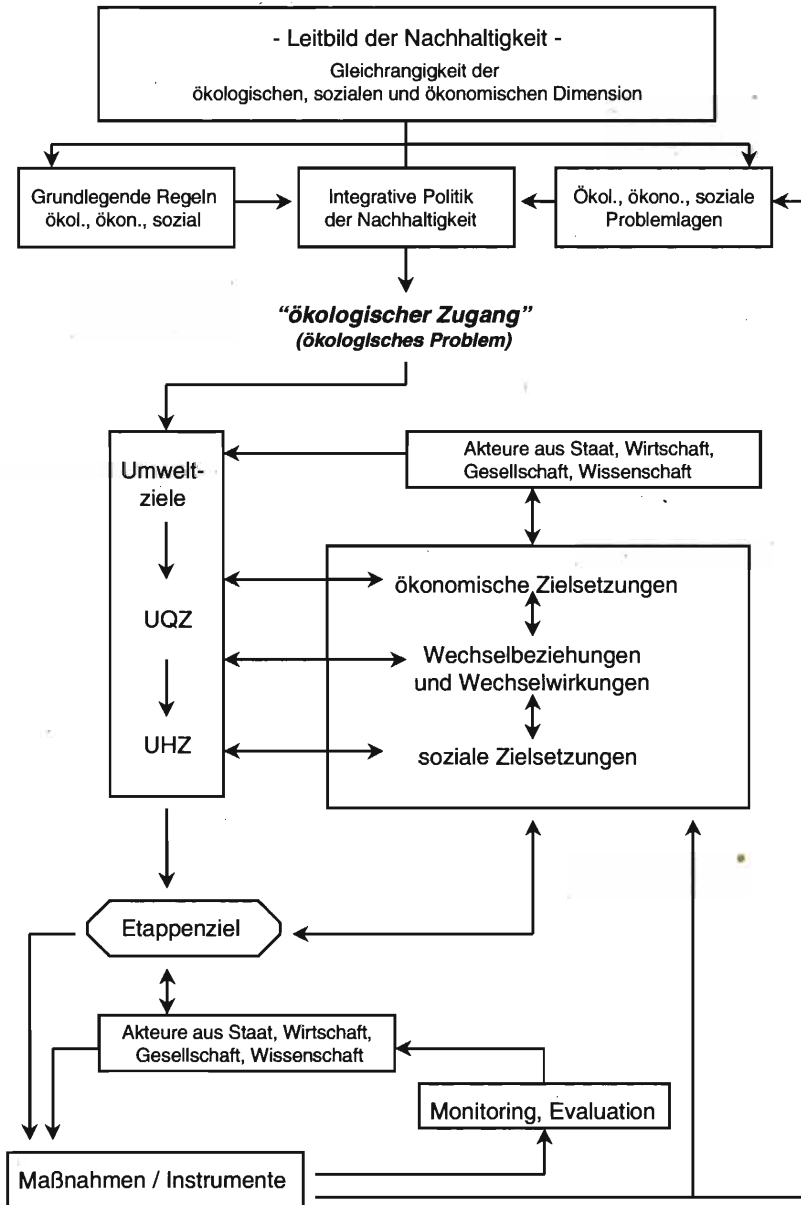 - Leitbild der Nachhaltigkeit -
Gleichrangigkeit der
ökologischen, sozialen und ökonomischen Dimension
Grundlegende Regeln
ökol., ökon., sozial
Integrative Politik
der Nachhaltigkeit
Ökol., ökono., soziale
Problemlagen
“ökologischer Zugang”
(ökologisches Problem)
Umwelt-
ziele
UQZ
UHZ
Akteure aus Staat, Wirtschaft,
Gesellschaft, Wissenschaft
ökonomische Zielsetzungen
Wechselbeziehungen
und Wechselwirkungen
soziale Zielsetzungen
Etappenziel
Akteure aus Staat, Wirtschaft,
Gesellschaft, Wissenschaft
Monitoring, Evaluation
Maßnahmen / Instrumente